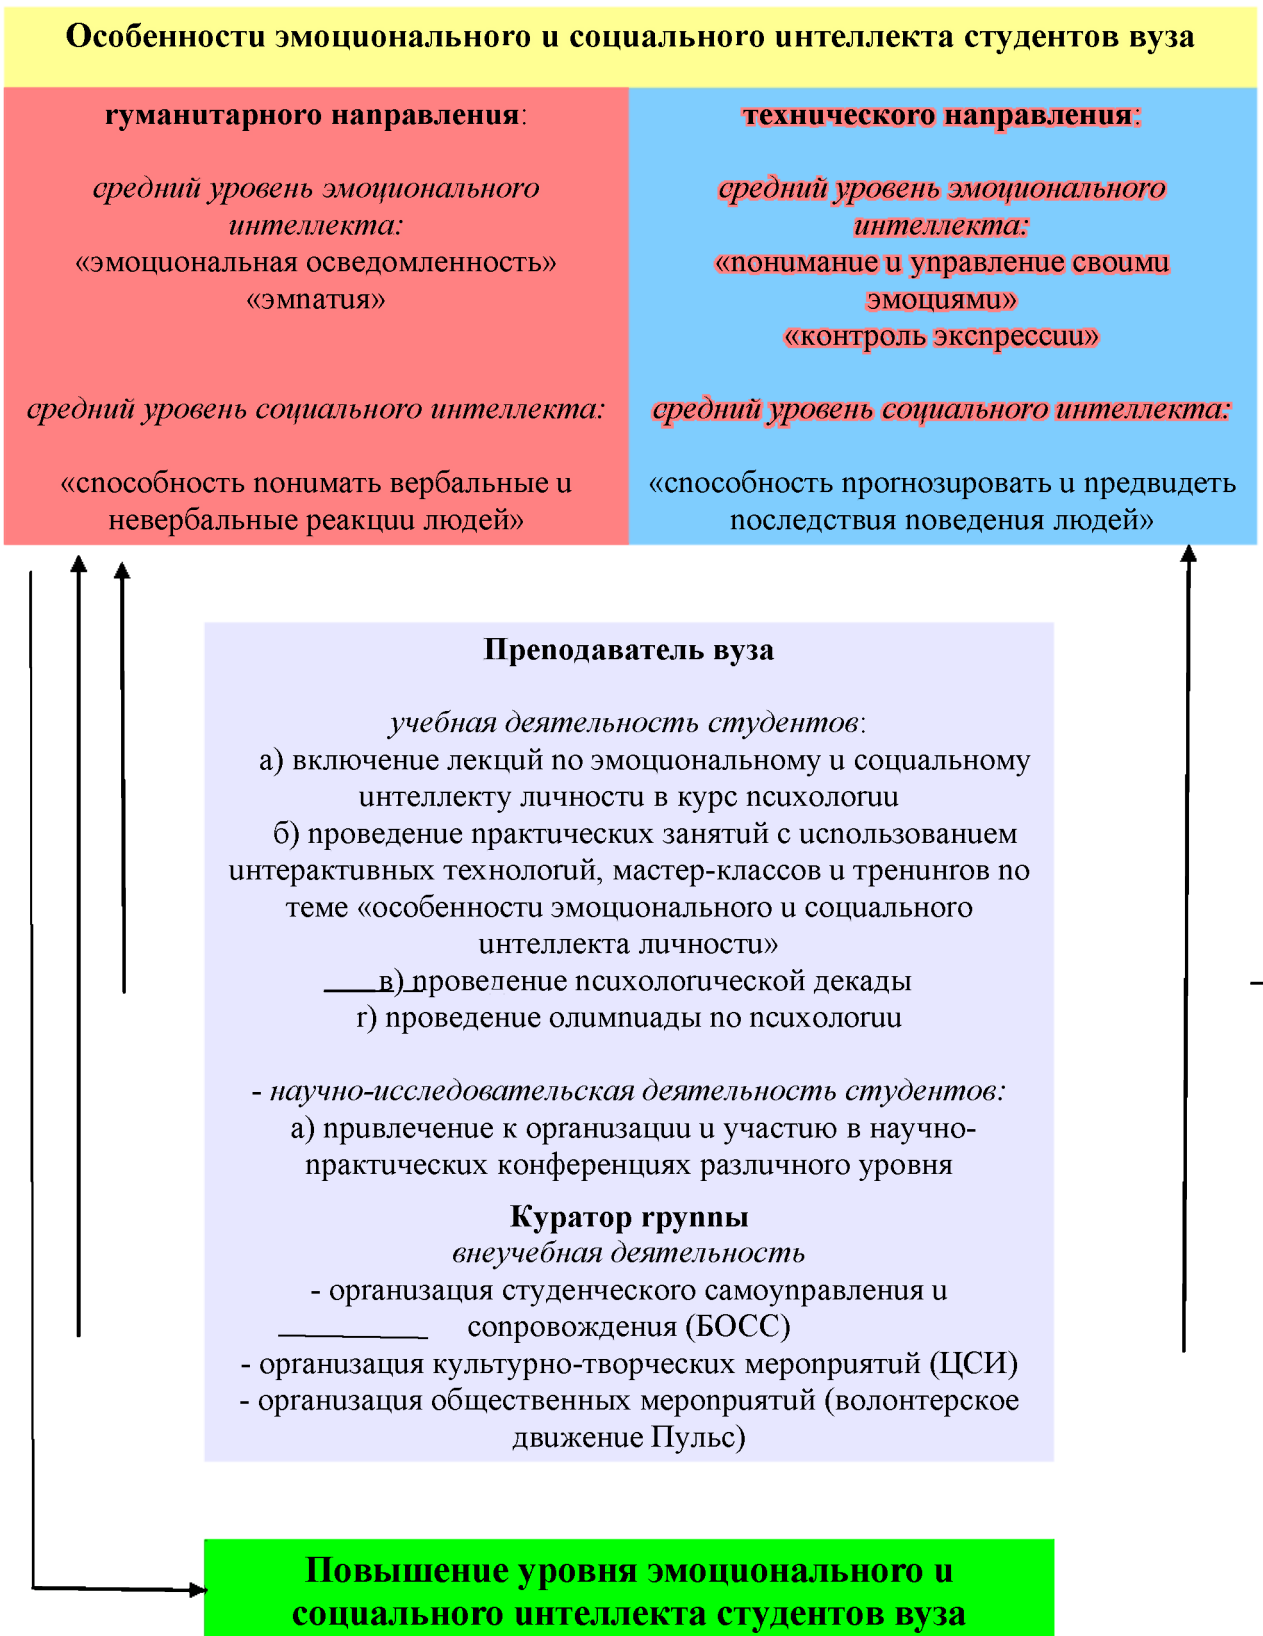 Особенности эмоционального и социального интеллекта студентов вуза
гуманитарного направления:
средний уровень эмоционального
интеллекта:
«эмоциональная осведомленность»
«эмпатия»
средний уровень социального интеллекта:
«способность понимать вербальные и
невербальные реакции людей»
технического направления:
средний уровень эмоционального
интеллекта:
«понимание и управление своими
эмоциями»
«контроль экспрессии»
средний уровень социального интеллекта:
«способность прогнозировать и предвидеть
последствия поведения людей»
Преподаватель вуза
учебная деятельность студентов:
а) включение лекций по эмоциональному и социальному
интеллекту личности в курс психологии
б) проведение практических занятий с использованием
интерактивных технологий, мастер-классов и тренингов по
теме «особенности эмоционального и социального
интеллекта личности»
в) проведение психологической декады
г) проведение олимпиады по психологии
- научно-исследовательская деятельность студентов:
а) привлечение к организации и участию в научно-
практических конференциях различного уровня
Куратор группы
внеучебная деятельность
- организация студенческого самоуправления и
сопровождения (БОСС)
- организация культурно-творческих мероприятий (ЦСИ)
- организация общественных мероприятий (волонтерское
движение Пульс)
Повышение уровня эмоционального и
социального интеллекта студентов вуза